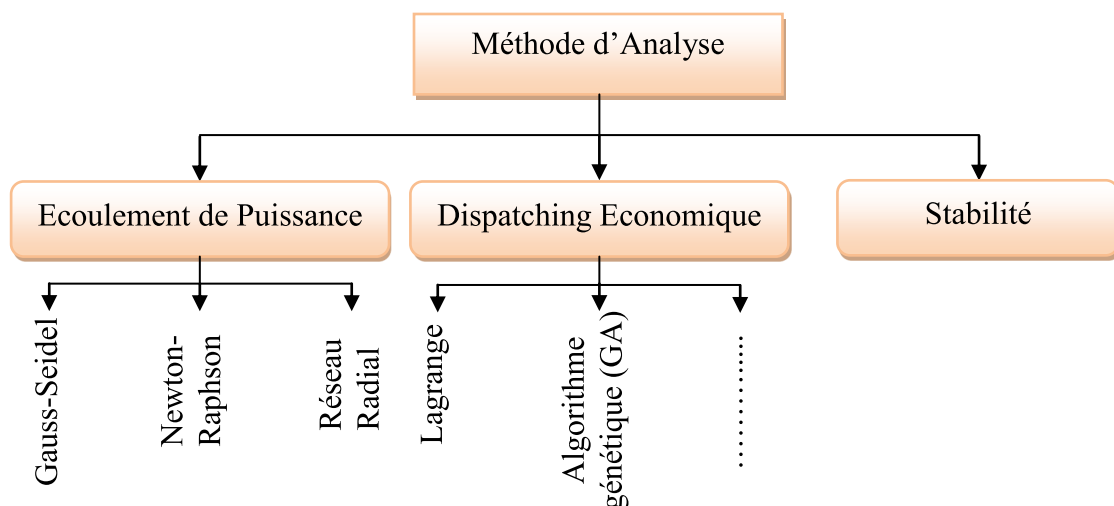 Méthode d’Analyse
Ecoulement de Puissance
Dispatching Economique
Stabilité
Gauss-Seidel
Newton-
Raphson
Réseau
Radial
Lagrange
Algorithme
génétique (GA)
…………....